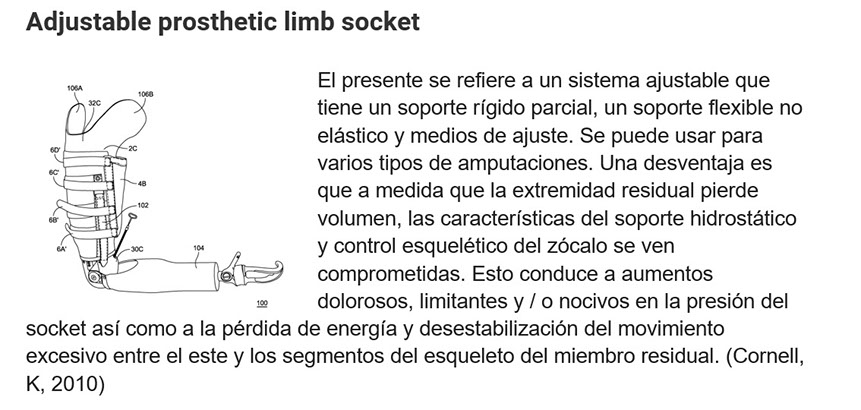 Adjustable prosthetic limb socket
106A
106B
32C
6D'
2C
6C'
4B
102
6B'
6A'
30C
104
100
El presente se refiere a un sistema ajustable que
tiene un soporte rígido parcial, un soporte flexible no
elástico y medios de ajuste. Se puede usar para
varios tipos de amputaciones. Una desventaja es
que a medida que la extremidad residual pierde
volumen, las características del soporte hidrostático
y control esquelético del zócalo se ven
comprometidas. Esto conduce a aumentos
dolorosos, limitantes y / o nocivos en la presión del
socket así como a la pérdida de energía y desestabilización del movimiento
excesivo entre el este y los segmentos del esqueleto del miembro residual. (Cornell,
K, 2010)